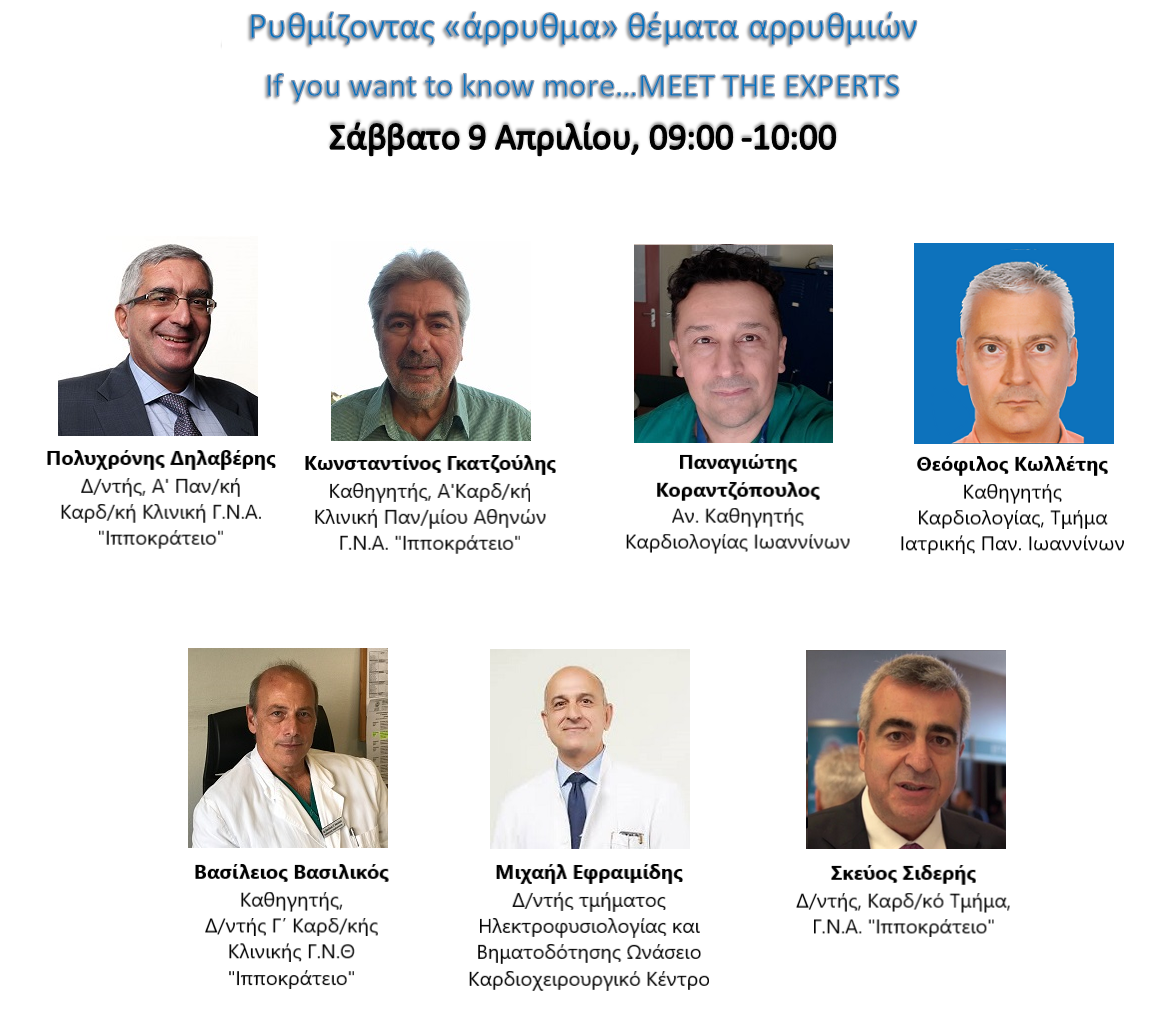 Ρυθμίζοντας «άρρυθμα» θέματα αρρυθμιών
If you want to know more...MEET THE EXPERTS
Σάββατο 9 Απριλίου, 09:00 -10:00
Πολυχρόνης Δηλαβέρης
Δ/ντής, Α' Παν/κή
Καρδ/κή Κλινική Γ.Ν.Α.
"Ιπποκράτειο"
Κωνσταντίνος Γκατζούλης
Καθηγητής, Α'Καρδ/κή
Κλινική Παν/μίου Αθηνών
Γ.Ν.Α. "Ιπποκράτειο"
Παναγιώτης
Κοραντζόπουλος
Αν. Καθηγητής
Καρδιολογίας Ιωαννίνων
Θεόφιλος Κωλλέτης
Καθηγητής
Καρδιολογίας, Τμήμα
Ιατρικής Παν. Ιωαννίνων
Βασίλειος Βασιλικός
Καθηγητής,
Δ/ντής Γ΄ Καρδ/κής
Κλινικής Γ.Ν.Θ
"Ιπποκράτειο"
Μιχαήλ Εφραιμίδης
Δ/ντής τμήματος
Ηλεκτροφυσιολογίας και
Βηματοδότησης Ωνάσειο
Καρδιοχειρουργικό Κέντρο
Σκεύος Σιδερής
Δ/ντής, Καρδ/κό Τμήμα,
Γ.Ν.Α. "Ιπποκράτειο"